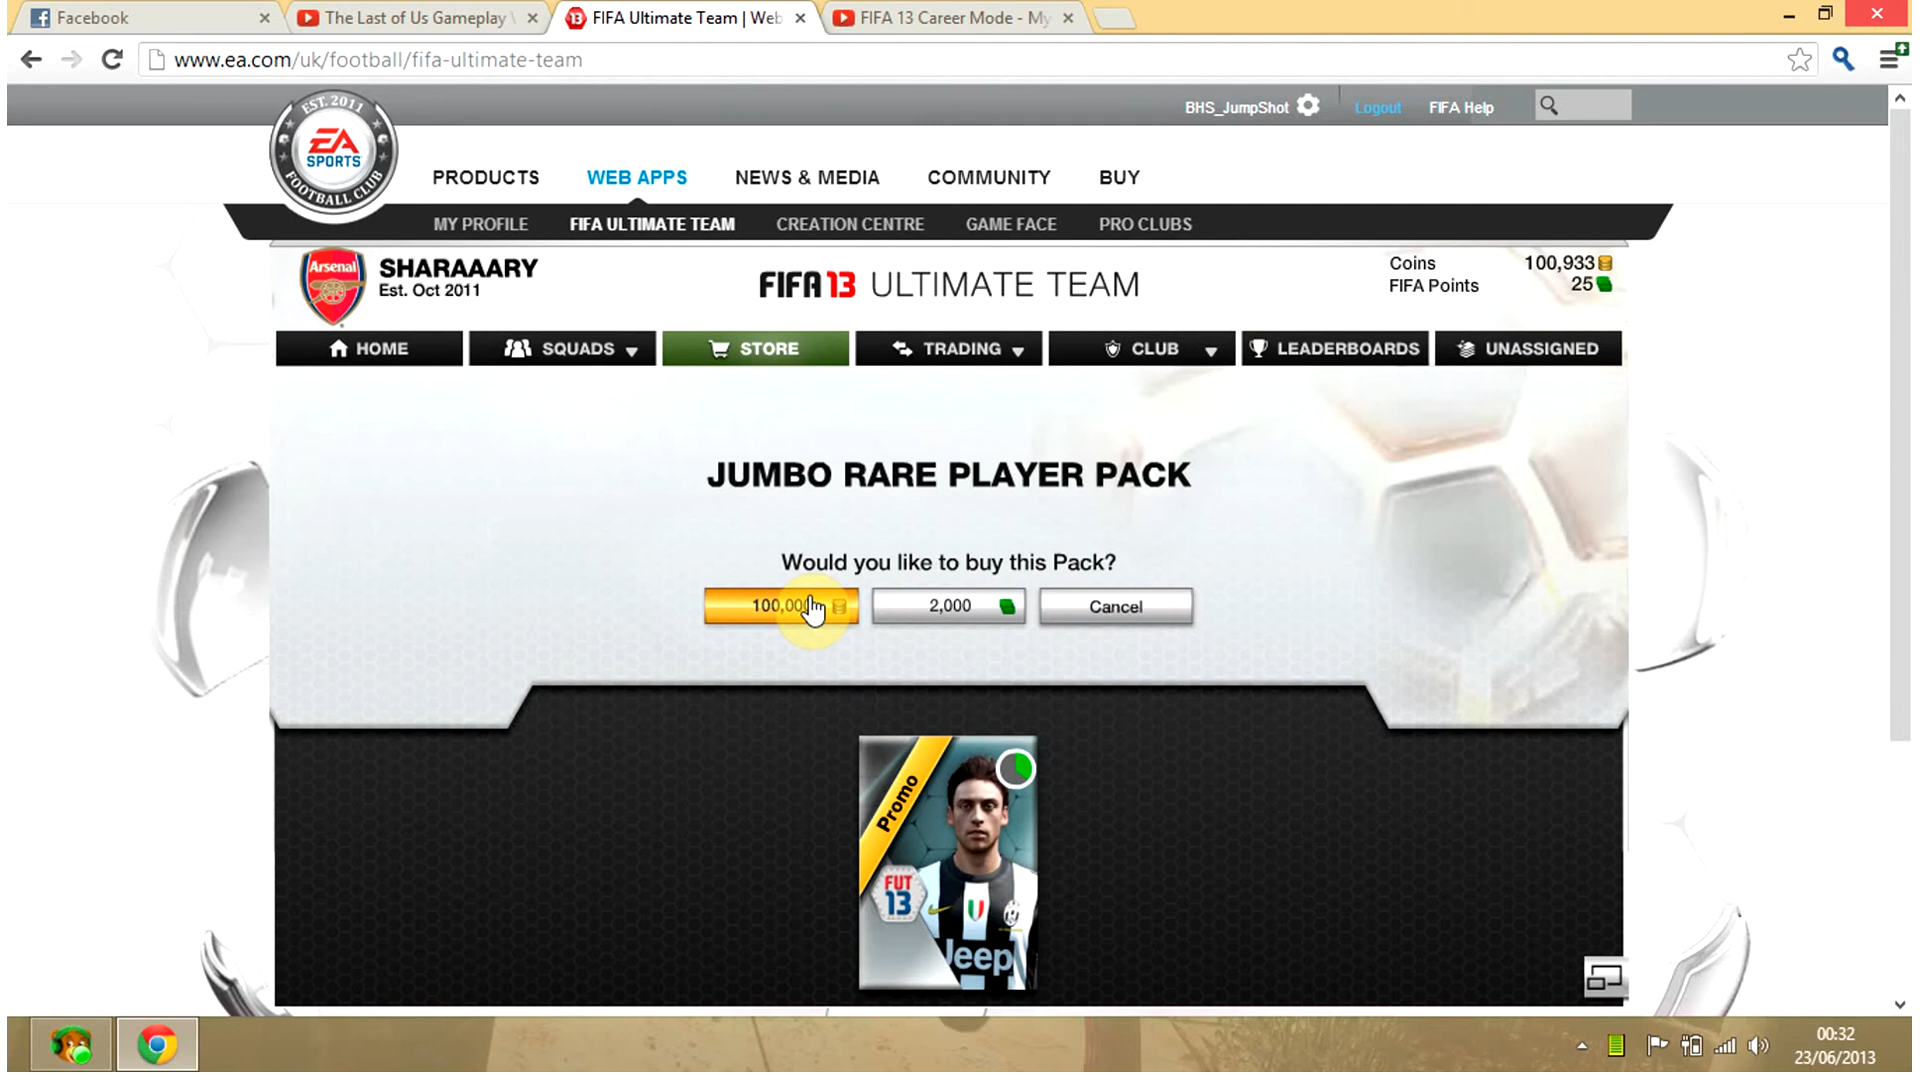 Facebook
The Last of Us Gameplay
FIFA Ultimate Team | Web
FIFA 13 Career Mode - My
www.ea.com/uk/football/fifa-ultimate-team
EST. 2011
EA
SPORTS
FOOTBALL CLUB
BHS_JumpShot
Logout
FIFA Help
PRODUCTS
WEB APPS
NEWS & MEDIA
COMMUNITY
BUY
MY PROFILE
FIFA ULTIMATE TEAM
CREATION CENTRE
GAME FACE
PRO CLUBS
Arsenal
SHARAAARY
Est. Oct 2011
FIFA 13 ULTIMATE TEAM
Coins 100,933
FIFA Points 25
HOME
SQUADS
STORE
TRADING
CLUB
LEADERBOARDS
UNASSIGNED
JUMBO RARE PLAYER PACK
Would you like to buy this Pack?
100,000
2,000
Cancel
Promo
FUT
13
Jeep
00:32
23/06/2013